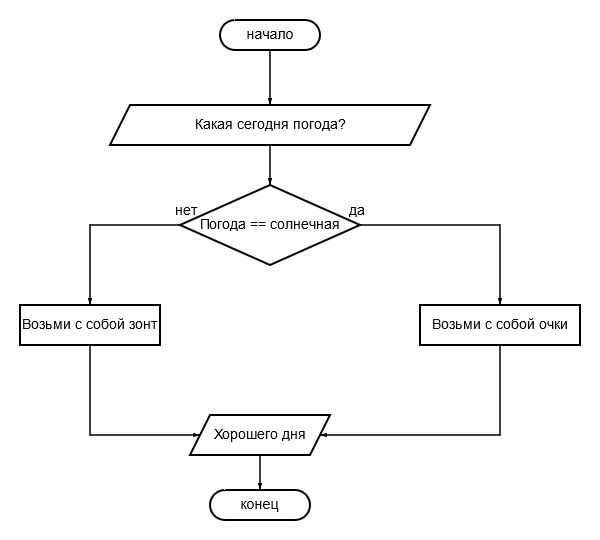 начало
Какая сегодня погода?
нет
да
Погода == солнечная
Возьми с собой зонт
Возьми с собой очки
Хорошего дня
конец